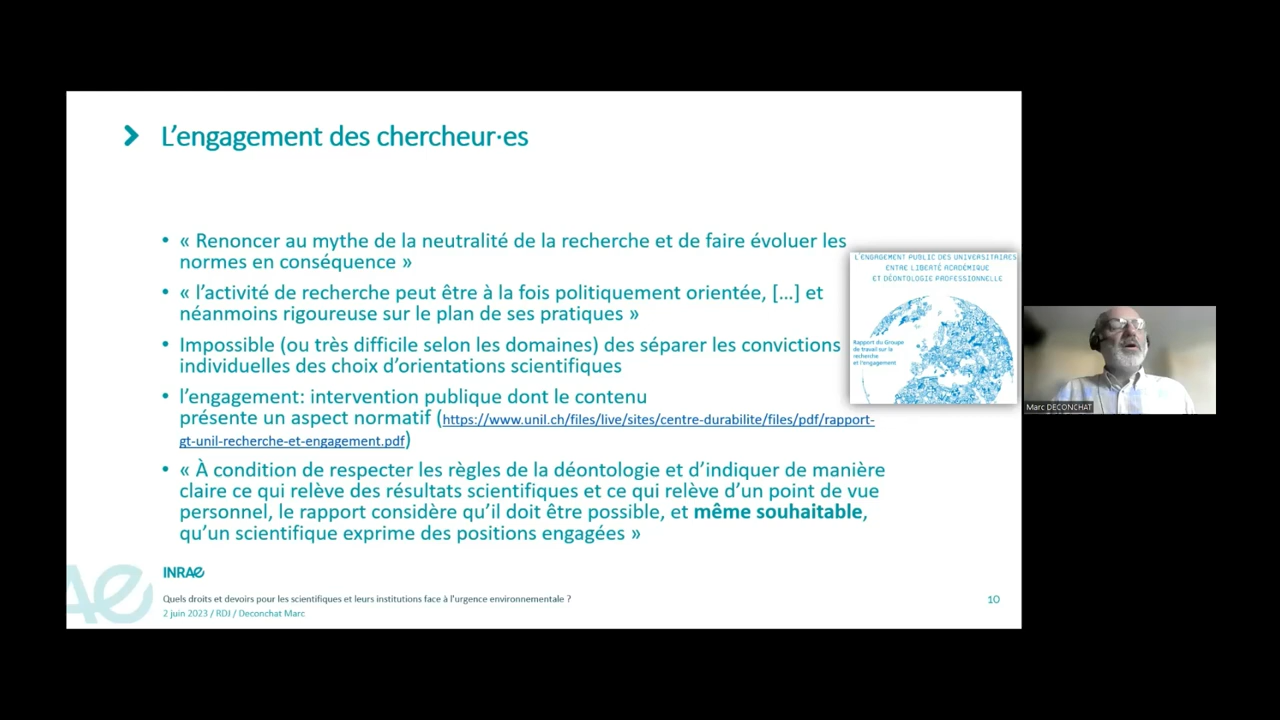 L'engagement des chercheur·es
• « Renoncer au mythe de la neutralité de la recherche et de faire évoluer les
normes en conséquence »
• « l'activité de recherche peut être à la fois politiquement orientée, [...] et
néanmoins rigoureuse sur le plan de ses pratiques »
• Impossible (ou très difficile selon les domaines) des séparer les convictions
individuelles des choix d'orientations scientifiques
• l'engagement: intervention publique dont le contenu
présente un aspect normatif (https://www.unil.ch/files/live/sites/centre-durabilite/files/pdf/rapport-
gt-unil-recherche-et-engagement.pdf)
• « À condition de respecter les règles de la déontologie et d'indiquer de manière
claire ce qui relève des résultats scientifiques et ce qui relève d'un point de vue
personnel, le rapport considère qu'il doit être possible, et même souhaitable,
qu'un scientifique exprime des positions engagées »
L'ENGAGEMENT PUBLIC DES UNIVERSITAIRES
ENTRE LIBERTÉ ACADÉMIQUE
ET DÉONTOLOGIE PROFESSIONNELLE
Rapport du Groupe
de travail sur la
recherche
et l'engagement
Marc DECONCHAT
INRAE
Quels droits et devoirs pour les scientifiques et leurs institutions face à l'urgence environnementale ?
2 juin 2023 / RDJ / Deconchat Marc
10